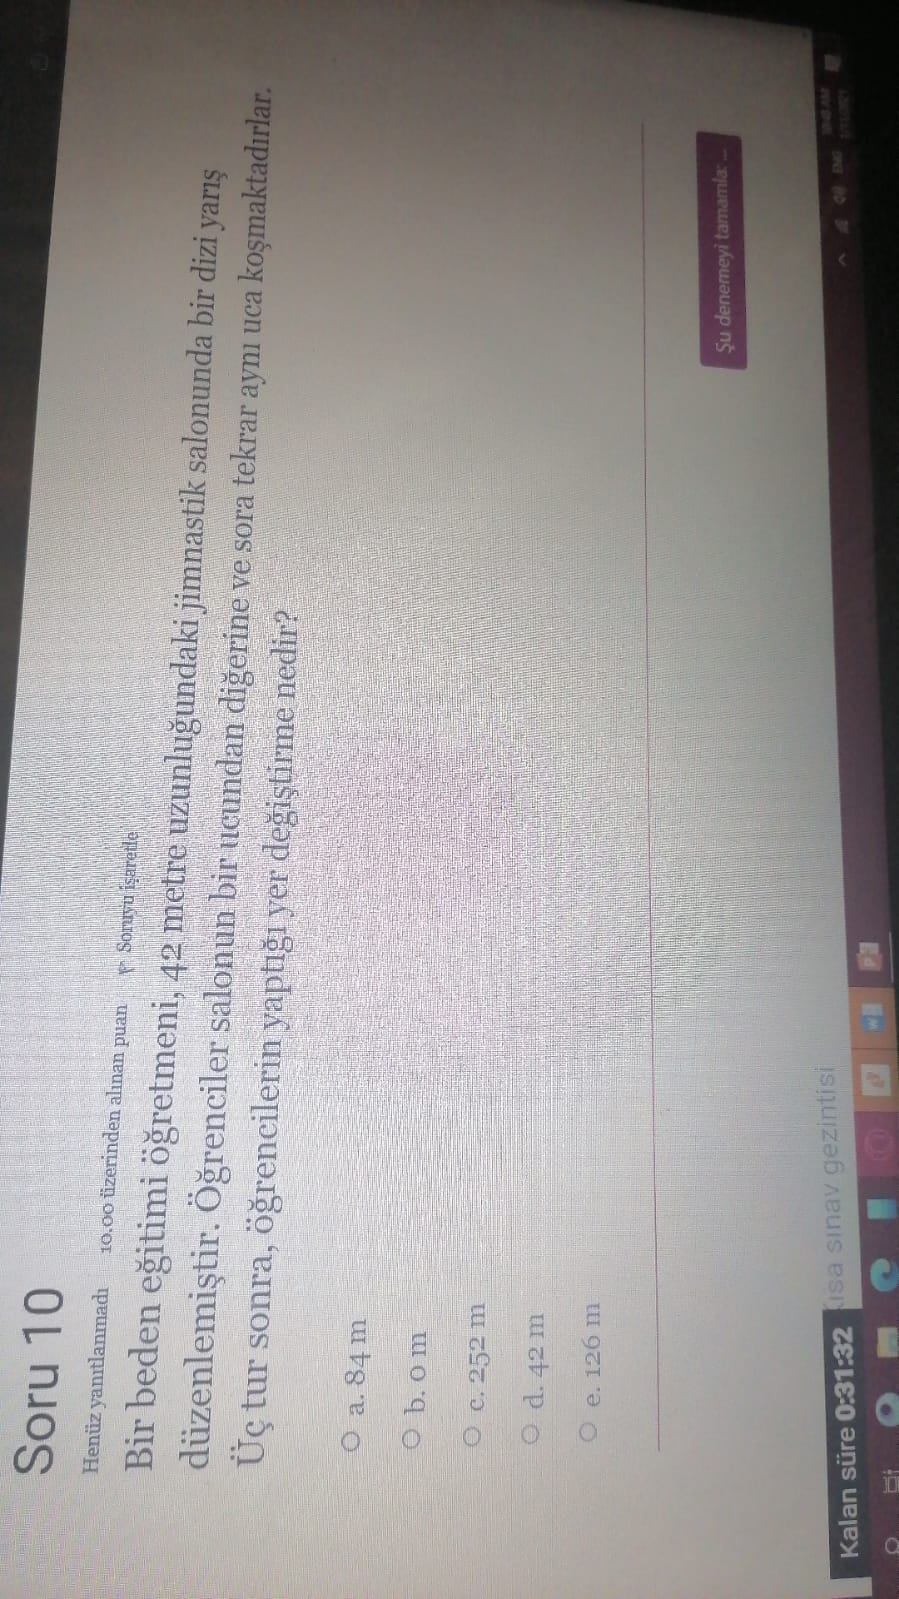 Soru 10
Henüz yanıtlanmadı 10.00 üzerinden alınan puan Soruyu işaretle
Bir beden eğitimi öğretmeni, 42 metre uzunluğundaki jimnastik salonunda bir dizi yarış
düzenlemiştir. Öğrenciler salonun bir ucundan diğerine ve sora tekrar aynı uca koşmaktadırlar.
Üç tur sonra, öğrencilerin yaptığı yer değiştirme nedir?
a. 84 m
b. 0 m
c. 252 m
d. 42 m
e. 126 m
Şu denemeyi tamamla: ...
Kalan süre 0:31:32
ısa sınav gezintisi
ENG